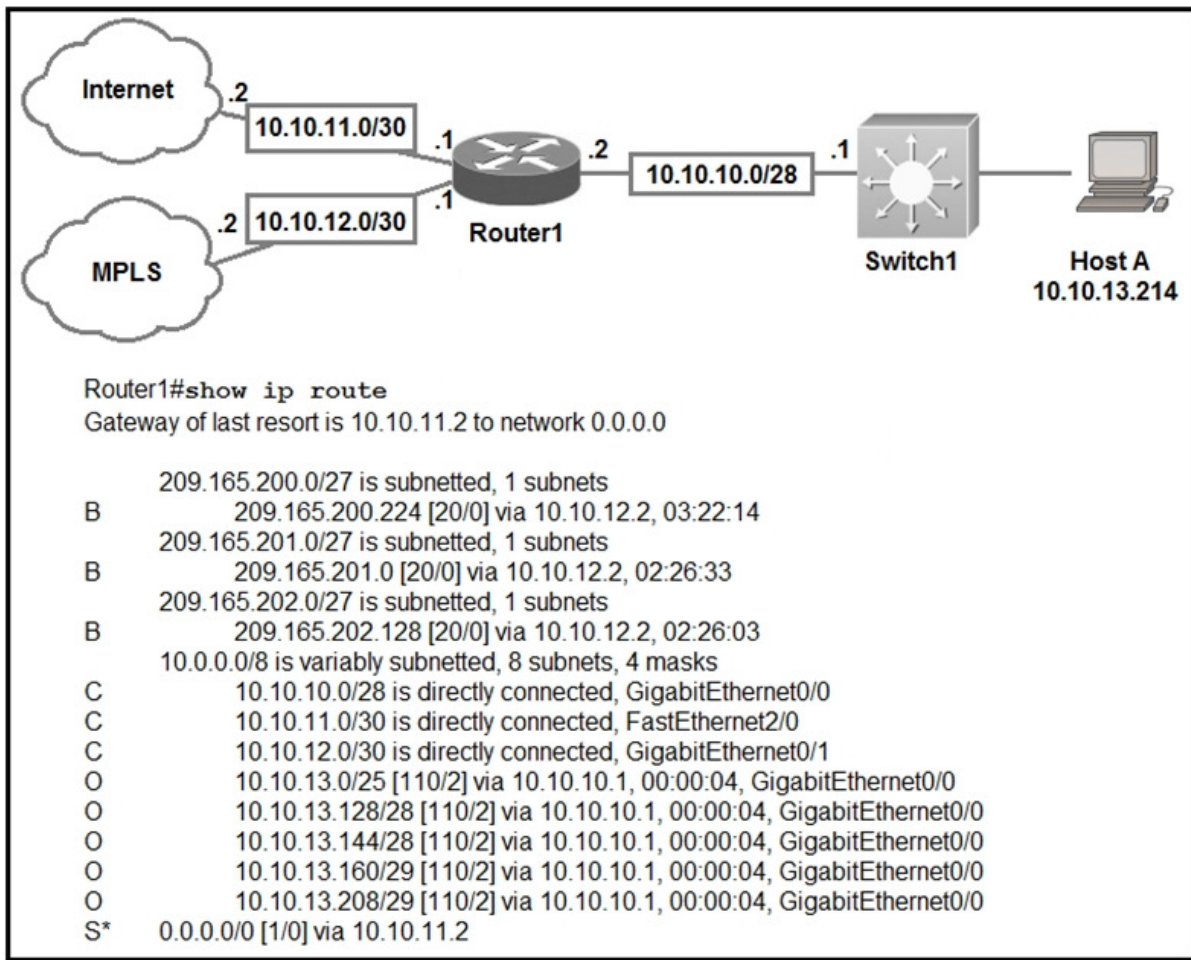 Internet
.2
10.10.11.0/30
.1
.2
10.10.10.0/28
.1
.2
10.10.12.0/30
.1
Router1
MPLS
Switch1
Host A
10.10.13.214
Router1#show ip route
Gateway of last resort is 10.10.11.2 to network 0.0.0.0
209.165.200.0/27 is subnetted, 1 subnets
B 209.165.200.224 [20/0] via 10.10.12.2, 03:22:14
209.165.201.0/27 is subnetted, 1 subnets
B 209.165.201.0 [20/0] via 10.10.12.2, 02:26:33
209.165.202.0/27 is subnetted, 1 subnets
B 209.165.202.128 [20/0] via 10.10.12.2, 02:26:03
10.0.0.0/8 is variably subnetted, 8 subnets, 4 masks
C 10.10.10.0/28 is directly connected, GigabitEthernet0/0
C 10.10.11.0/30 is directly connected, FastEthernet2/0
C 10.10.12.0/30 is directly connected, GigabitEthernet0/1
O 10.10.13.0/25 [110/2] via 10.10.10.1, 00:00:04, GigabitEthernet0/0
O 10.10.13.128/28 [110/2] via 10.10.10.1, 00:00:04, GigabitEthernet0/0
O 10.10.13.144/28 [110/2] via 10.10.10.1, 00:00:04, GigabitEthernet0/0
O 10.10.13.160/29 [110/2] via 10.10.10.1, 00:00:04, GigabitEthernet0/0
O 10.10.13.208/29 [110/2] via 10.10.10.1, 00:00:04, GigabitEthernet0/0
S* 0.0.0.0/0 [1/0] via 10.10.11.2